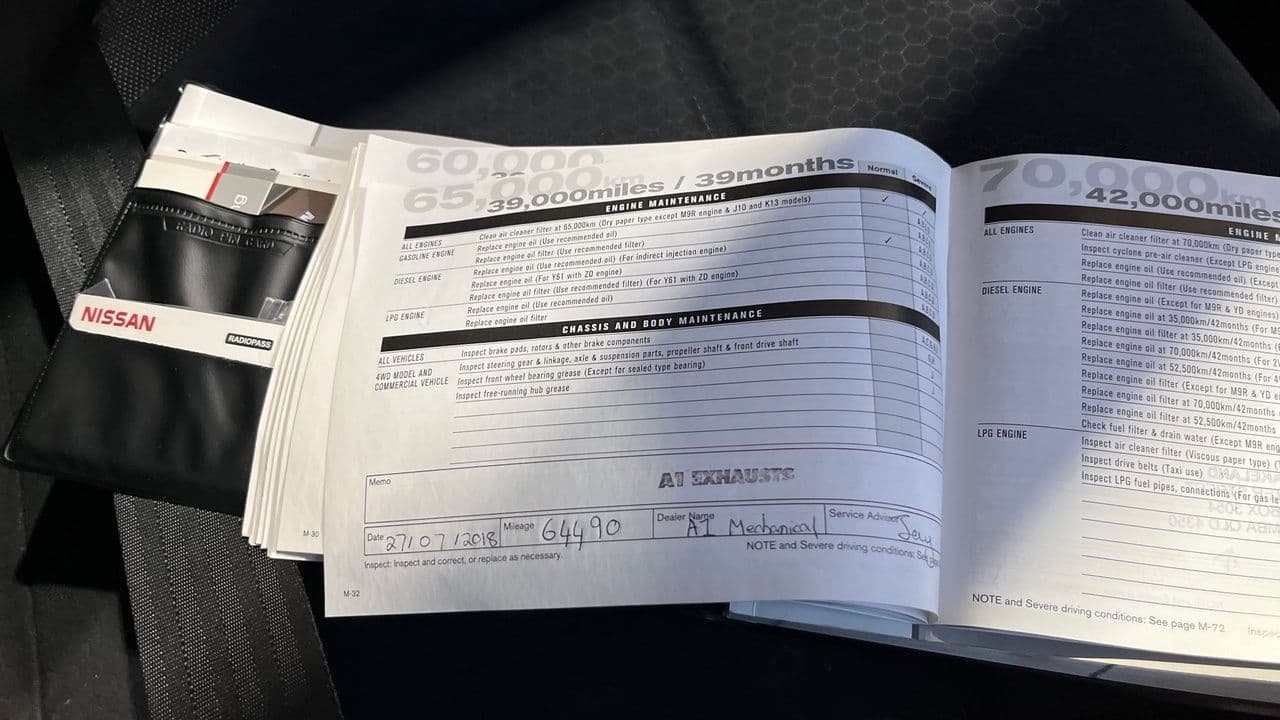 RADIO PIN CARD
NISSAN
RADIOPASS
M-30
60,000
65,000km
39,000miles / 39months
Normal
Severe
ENGINE MAINTENANCE
ALL ENGINES
Clean air cleaner filter at 65,000km (Dry paper type except M9R engine & J10 and K13 models)
GASOLINE ENGINE
Replace engine oil (Use recommended oil)
Replace engine oil filter (Use recommended filter)
DIESEL ENGINE
Replace engine oil (Use recommended oil) (For indirect injection engine)
Replace engine oil (For Y61 with ZD engine)
Replace engine oil filter (Use recommended filter) (For Y61 with ZD engine)
LPG ENGINE
Replace engine oil (Use recommended oil)
Replace engine oil filter
CHASSIS AND BODY MAINTENANCE
ALL VEHICLES
Inspect brake pads, rotors & other brake components
4WD MODEL AND COMMERCIAL VEHICLE
Inspect steering gear & linkage, axle & suspension parts, propeller shaft & front drive shaft
Inspect front wheel bearing grease (Except for sealed type bearing)
Inspect free-running hub grease
Memo
A1 EXHAUSTS
Date 27/07/2018
Mileage 64490
Dealer Name A1 Mechanical
Service Advisor
Inspect: Inspect and correct, or replace as necessary.
NOTE and Severe driving conditions:
M-32
70,000km
42,000miles
ENGINE
ALL ENGINES
Clean air cleaner filter at 70,000km (Dry paper type
Inspect cyclone pre-air cleaner (Except LPG engine
Replace engine oil (Use recommended oil) (Except
Replace engine oil filter (Use recommended filter)
DIESEL ENGINE
Replace engine oil (Except for M9R & YD engines)
Replace engine oil at 35,000km/42months (For
Replace engine oil filter at 35,000km/42months
Replace engine oil at 70,000km/42months (For
Replace engine oil at 52,500km/42months (For
Replace engine oil filter (Except for M9R & YD
Replace engine oil filter at 70,000km/42months
Replace engine oil filter at 52,500km/42months
Check fuel filter & drain water (Except M9R eng
LPG ENGINE
Inspect air cleaner filter (Viscous paper type)
Inspect drive belts (Taxi use)
Inspect LPG fuel pipes, connections (For gas
NOTE and Severe driving conditions: See page M-72